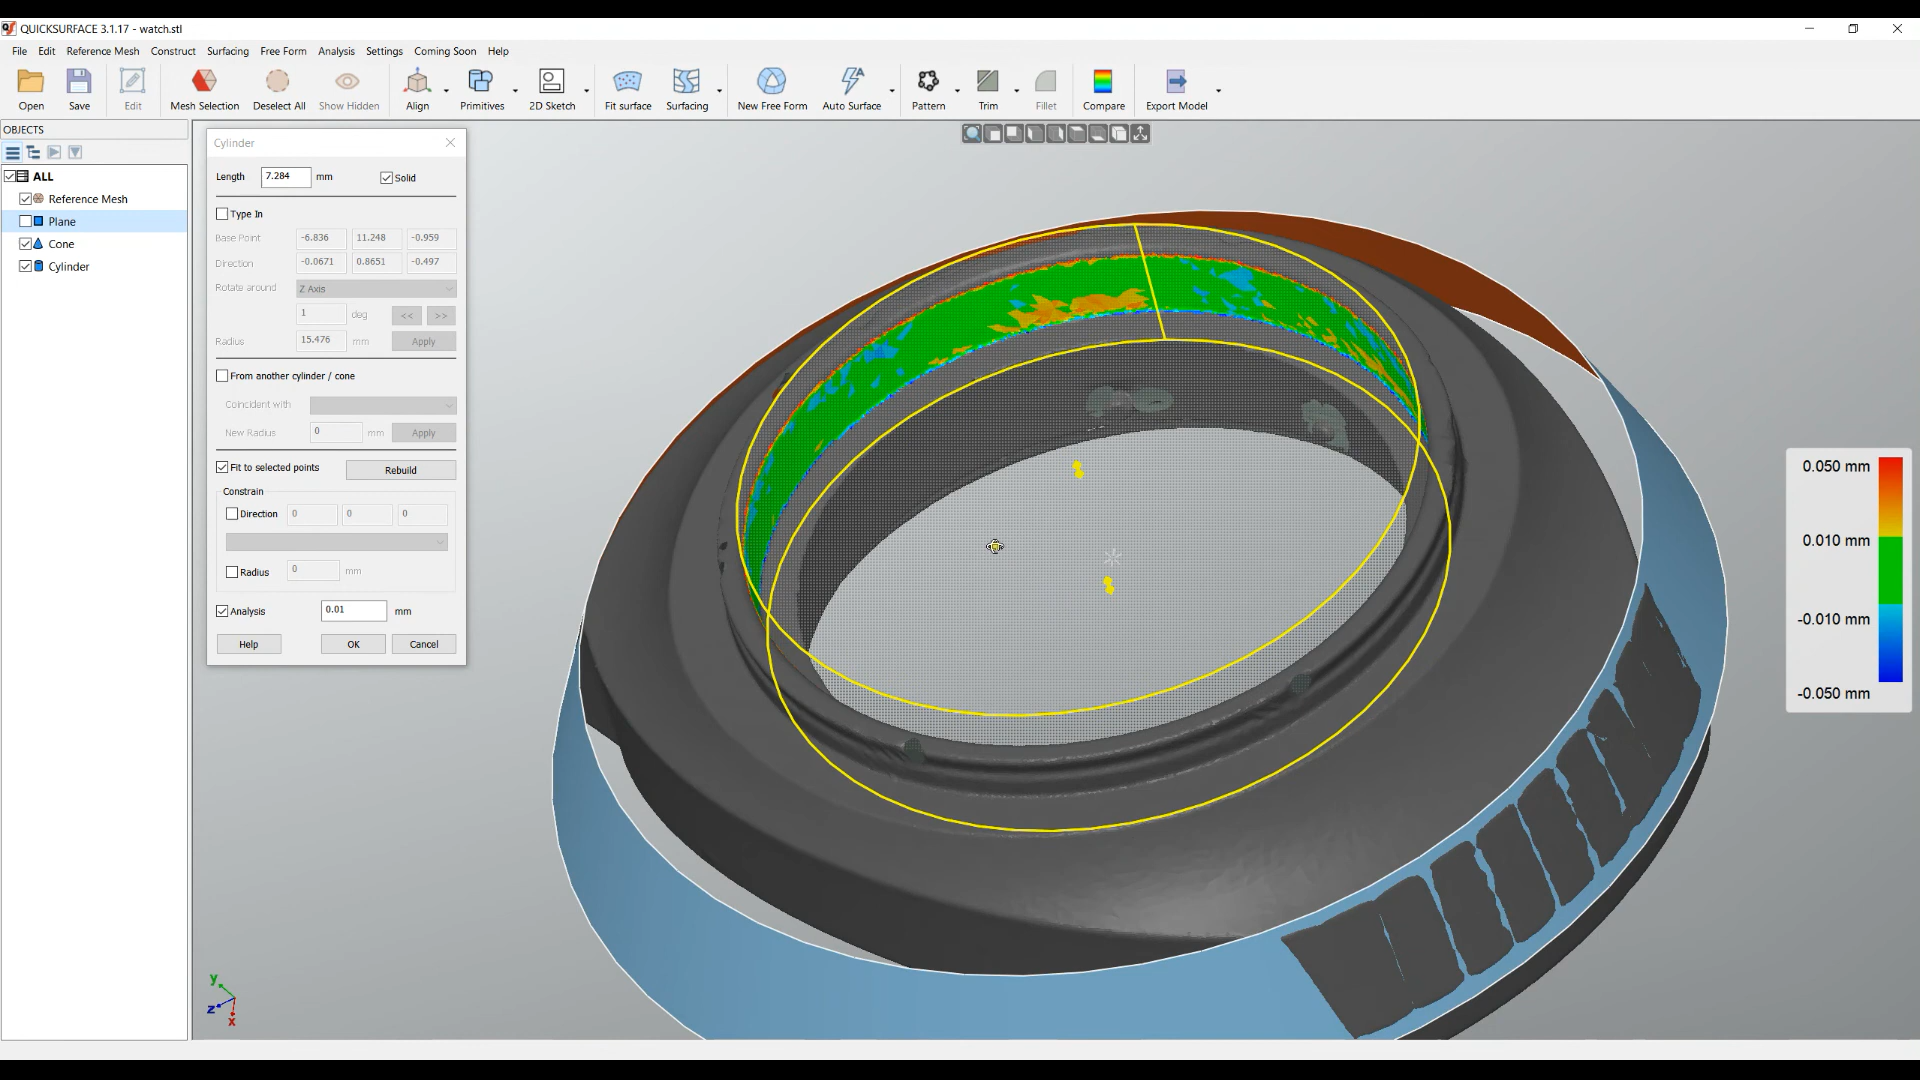 QUICKSURFACE 3.1.17 - watch.stl
File Edit Reference Mesh Construct Surfacing Free Form Analysis Settings Coming Soon Help
Open Save Edit Mesh Selection Deselect All Show Hidden Align Primitives 2D Sketch Fit surface Surfacing New Free Form Auto Surface Pattern Trim Fillet Compare Export Model
OBJECTS
ALL
Reference Mesh
Plane
Cone
Cylinder
Cylinder
Length 7.284 mm Solid
Type In
Base Point -6.836 11.248 -0.959
Direction -0.0671 0.8651 -0.497
Rotate around Z Axis
1 deg << >>
Radius 15.476 mm Apply
From another cylinder / cone
Coincident with
New Radius 0 mm Apply
Fit to selected points Rebuild
Constrain
Direction 0 0 0
Radius 0 mm
Analysis 0.01 mm
Help OK Cancel
0.050 mm
0.010 mm
-0.010 mm
-0.050 mm
y
z
x